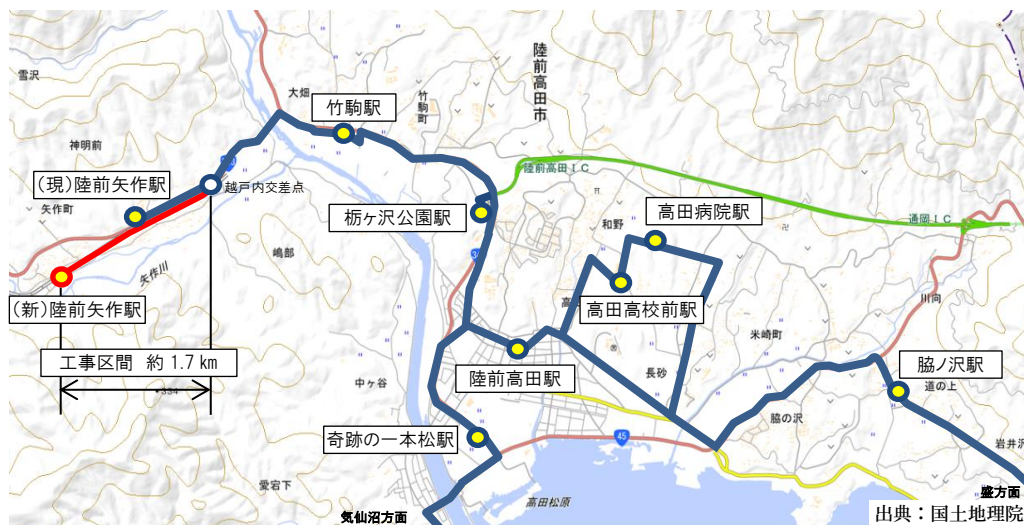 雪沢
大畑
竹駒駅
竹駒町
陸前高田市
神明前
(現)陸前矢作駅
越戸内交差点
陸前高田IC
矢作町
栃ヶ沢公園駅
和野
高田病院駅
通岡IC
嶋部
矢作川
(新)陸前矢作駅
高田高校前駅
川向
米崎町
工事区間 約1.7km
334
中ヶ谷
陸前高田駅
長砂
脇ノ沢駅
道の上
脇の沢
奇跡の一本松駅
45
岩井沢
愛宕下
高田松原
気仙沼方面
盛方面
出典:国土地理院